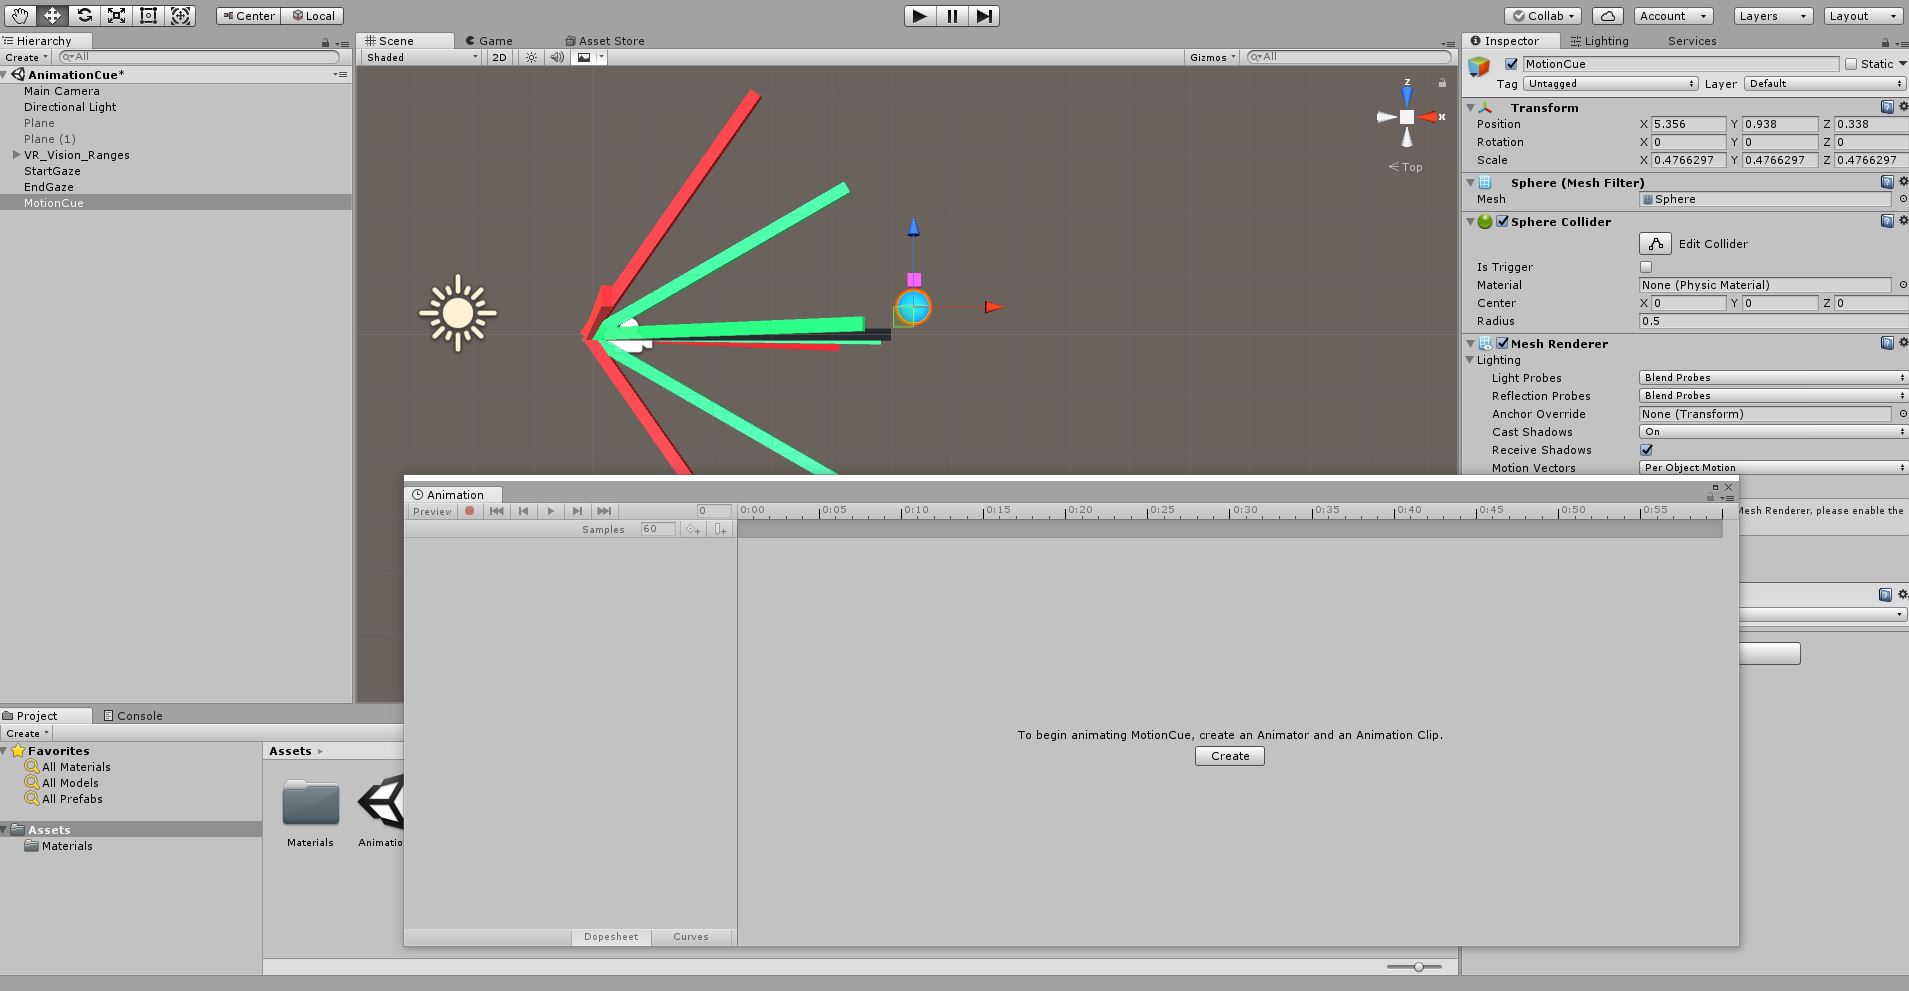 Center Local
Collab Account Layers Layout
Hierarchy
Create All
AnimationCue*
Main Camera
Directional Light
Plane
Plane (1)
VR_Vision_Ranges
StartGaze
EndGaze
MotionCue
Scene Game Asset Store
Shaded 2D Gizmos All
z
x
Top
Inspector Lighting Services
MotionCue Static
Tag Untagged Layer Default
Transform
Position X 5.356 Y 0.938 Z 0.338
Rotation X 0 Y 0 Z 0
Scale X 0.4766297 Y 0.4766297 Z 0.4766297
Sphere (Mesh Filter)
Mesh Sphere
Sphere Collider
Edit Collider
Is Trigger
Material None (Physic Material)
Center X 0 Y 0 Z 0
Radius 0.5
Mesh Renderer
Lighting
Light Probes Blend Probes
Reflection Probes Blend Probes
Anchor Override None (Transform)
Cast Shadows On
Receive Shadows
Motion Vectors Per Object Motion
Mesh Renderer, please enable the
Animation
Preview 0 0:00 0:05 0:10 0:15 0:20 0:25 0:30 0:35 0:40 0:45 0:50 0:55
Samples 60
To begin animating MotionCue, create an Animator and an Animation Clip.
Create
Dopesheet Curves
Project Console
Create
Favorites
All Materials
All Models
All Prefabs
Assets
Materials
Assets
Materials Animatio